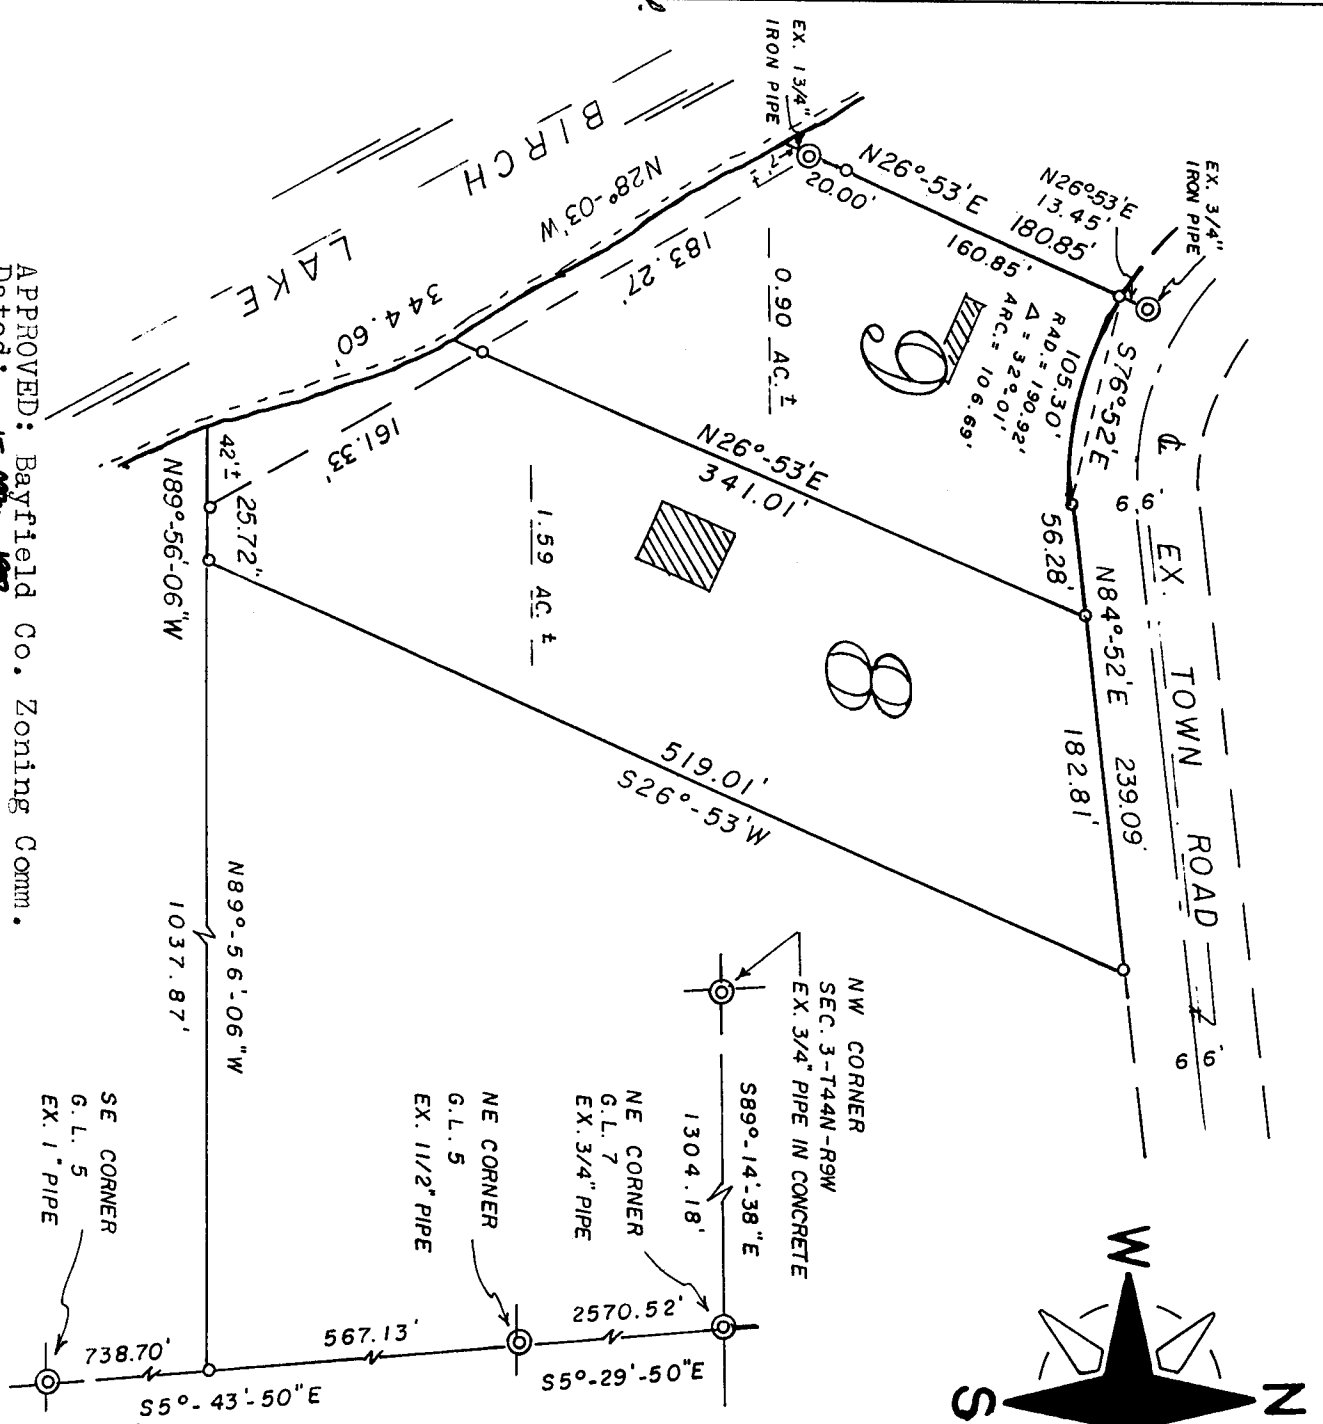 EX. 1 3/4"
IRON PIPE
EX. 3/4"
IRON PIPE
N26°-53'E
13.45'
N26°-53'E
180.85'
160.85'
20.00'
7'±
BIRCH
LAKE
N28°-03'W
344.60'
183.27'
161.33'
0.90 AC. ±
6
RAD.= 190.92'
105.30'
Δ = 32°-01'
ARC.= 106.69'
S76°-52'E
℄ EX. TOWN ROAD
66'
66'
56.28'
N84°-52'E
239.09'
182.81'
N26°-53'E
341.01'
8
1.59 AC. ±
519.01'
S26°-53'W
42'±
25.72'
N89°-56'-06"W
N89°-56'-06"W
1037.87'
NW CORNER
SEC. 3-T44N-R9W
EX. 3/4" PIPE IN CONCRETE
S89°-14'-38"E
1304.18'
NE CORNER
G.L. 7
EX. 3/4" PIPE
NE CORNER
G.L. 5
EX. 1 1/2" PIPE
SE CORNER
G.L. 5
EX. 1" PIPE
2570.52'
S5°-29'-50"E
567.13'
738.70'
S5°-43'-50"E
W
N
S
APPROVED: Bayfield Co. Zoning Comm.
Dated: